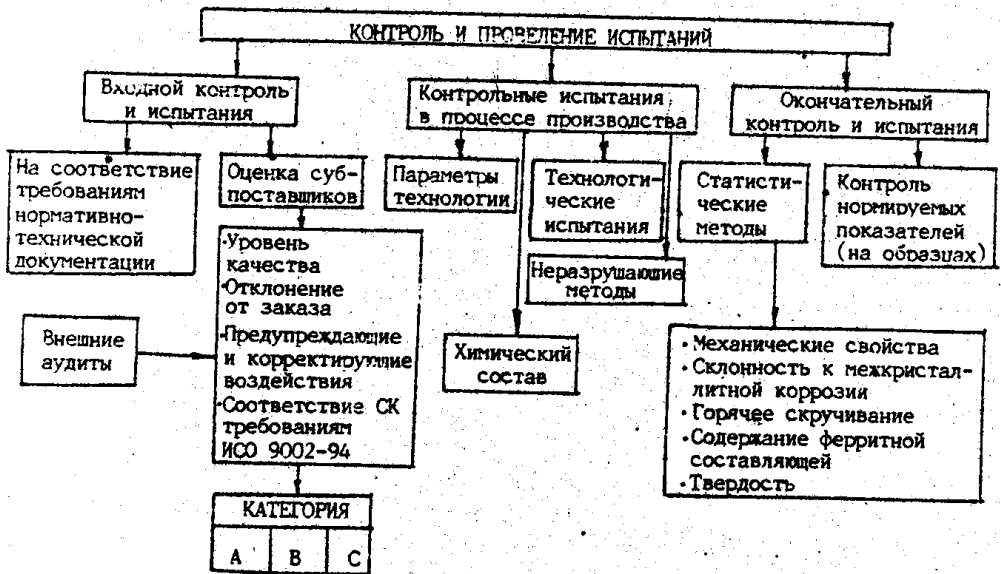 КОНТРОЛЬ И ПРОВЕЛЕНИЕ ИСПЫТАНИЙ
Входной контроль
и испытания
Контрольные испытания
в процессе производства
Окончательный
контроль и испытания
На соответствие
требованиям
нормативно-
технической
документации
Оценка суб-
поставщиков
Параметры
технологии
Технологи-
ческие
испытания
Статисти-
ческие
методы
Контроль
нормируемых
показателей
(на образцах)
·Уровень
качества
·Отклонение
от заказа
·Предупреждающие
и корректирующие
воздействия
·Соответствие СК
требованиям
ИСО 9002-94
Неразрушающие
методы
Внешние
аудиты
Химический
состав
·Механические свойства
·Склонность к межкристал-
литной коррозии
·Горячее скручивание
·Содержание ферритной
составляющей
·Твердость
КАТЕГОРИЯ
А В С